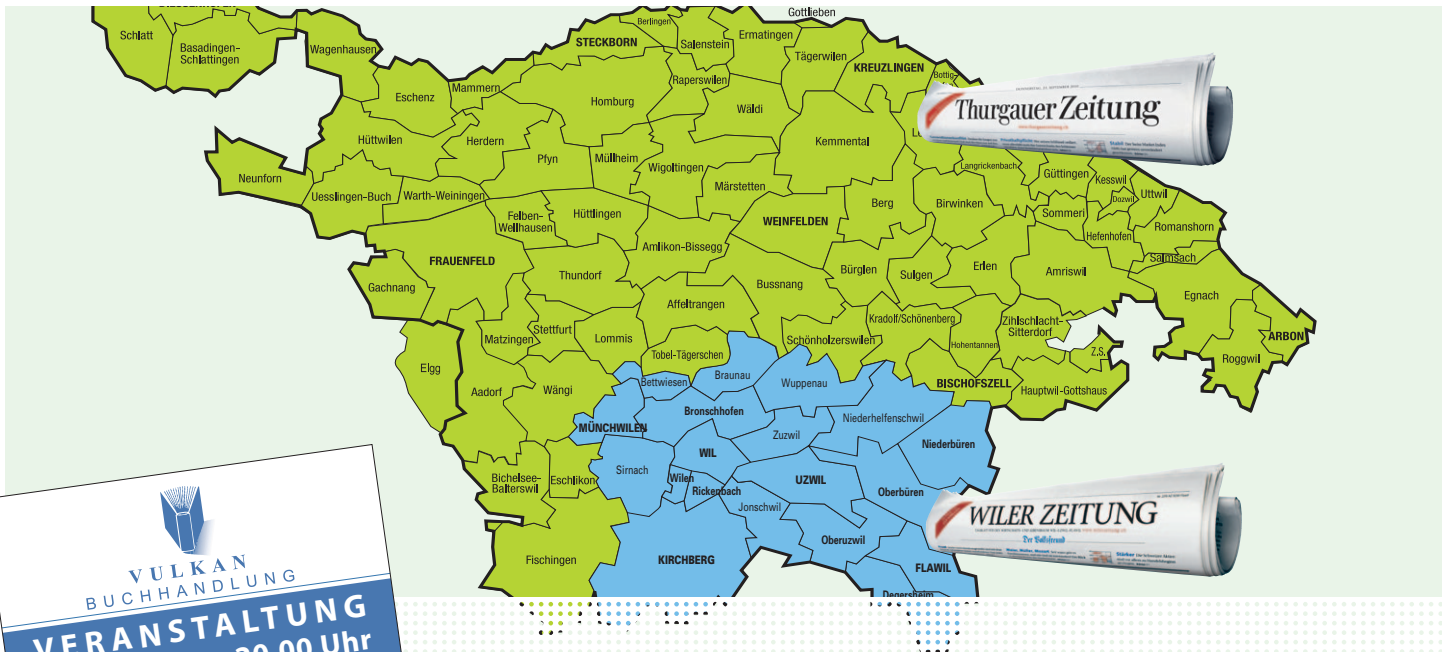 Gottlieben
Schlatt
Basadingen-
Schlattingen
Wagenhausen
STECKBORN
Berlingen
Salenstein
Ermatingen
Tägerwilen
KREUZLINGEN
Bottig-
Mammern
Eschenz
Raperswilen
Homburg
Wäldi
Kemmental
Thurgauer Zeitung
Hüttwilen
Herdern
Pfyn
Müllheim
Wigoltingen
Märstetten
Langrickenbach
Güttingen
Kesswil
Dozwil
Uttwil
Neunforn
Uesslingen-Buch
Warth-Weiningen
Felben-
Wellhausen
Hüttlingen
WEINFELDEN
Berg
Birwinken
Sommeri
Hefenhofen
Romanshorn
Salmsach
FRAUENFELD
Amlikon-Bissegg
Gachnang
Thundorf
Bussnang
Bürglen
Sulgen
Erlen
Amriswil
Egnach
Affeltrangen
Matzingen
Stettfurt
Lommis
Kradolf/Schönenberg
Zihlschlacht-
Sitterdorf
Schönholzerswilen
Hohentannen
Z.S.
ARBON
Roggwil
Elgg
Tobel-Tägerschen
Aadorf
Wängi
Bettwiesen
Braunau
Wuppenau
BISCHOFSZELL
Hauptwil-Gottshaus
MÜNCHWILEN
Bronschhofen
Zuzwil
Niederhelfenschwil
Niederbüren
WIL
Sirnach
Wilen
Rickenbach
UZWIL
Oberbüren
Bichelsee-
Balterswil
Eschlikon
Jonschwil
Oberuzwil
Fischingen
KIRCHBERG
FLAWIL
Degersheim
WILER ZEITUNG
Der Volksfreund
VULKAN
BUCHHANDLUNG
VERANSTALTUNG
20.00 Uhr